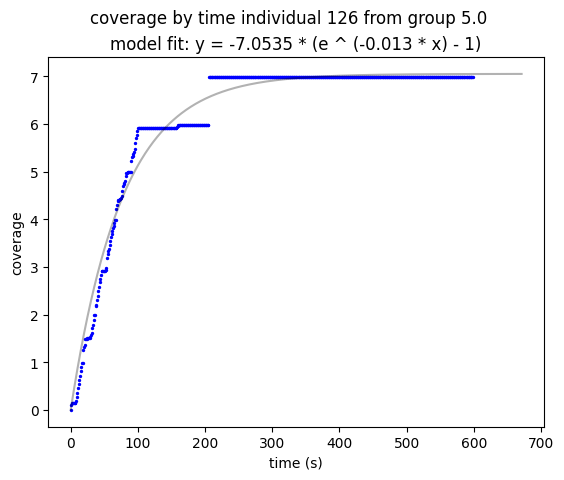 coverage by time individual 126 from group 5.0
model fit: y = -7.0535 * (e ^ (-0.013 * x) - 1)
7
6
5
4
3
2
1
0
coverage
0 100 200 300 400 500 600 700
time (s)